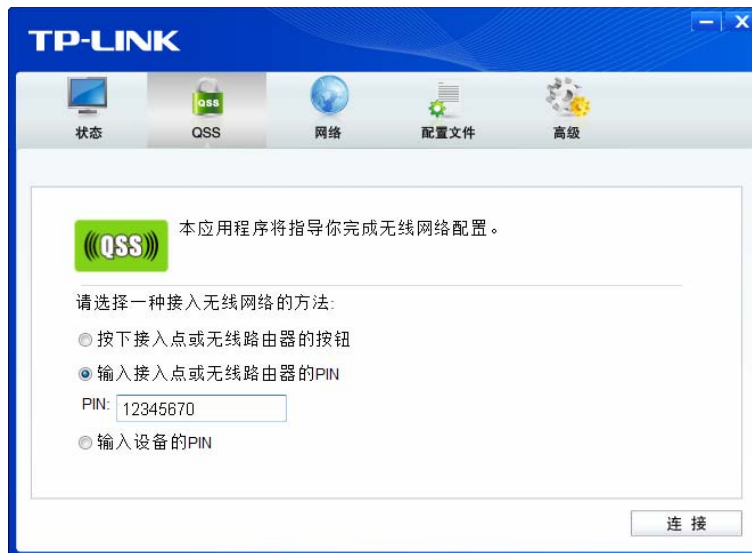 TP-LINK
状态 QSS 网络 配置文件 高级
QSS 本应用程序将指导你完成无线网络配置。
请选择一种接入无线网络的方法:
按下接入点或无线路由器的按钮
输入接入点或无线路由器的PIN
PIN: 12345670
输入设备的PIN
连 接